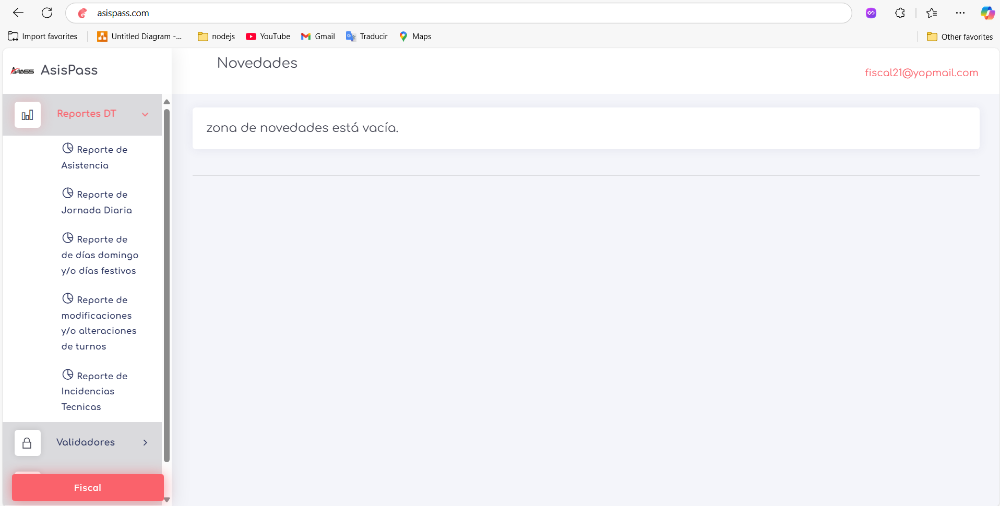 asispass.com
Import favorites
Untitled Diagram -...
nodejs
YouTube
Gmail
Traducir
Maps
Other favorites
APASS AsisPass
Novedades
fiscal21@yopmail.com
Reportes DT
zona de novedades está vacía.
Reporte de
Asistencia
Reporte de
Jornada Diaria
Reporte de
de días domingo
y/o días festivos
Reporte de
modificaciones
y/o alteraciones
de turnos
Reporte de
Incidencias
Tecnicas
Validadores
Fiscal